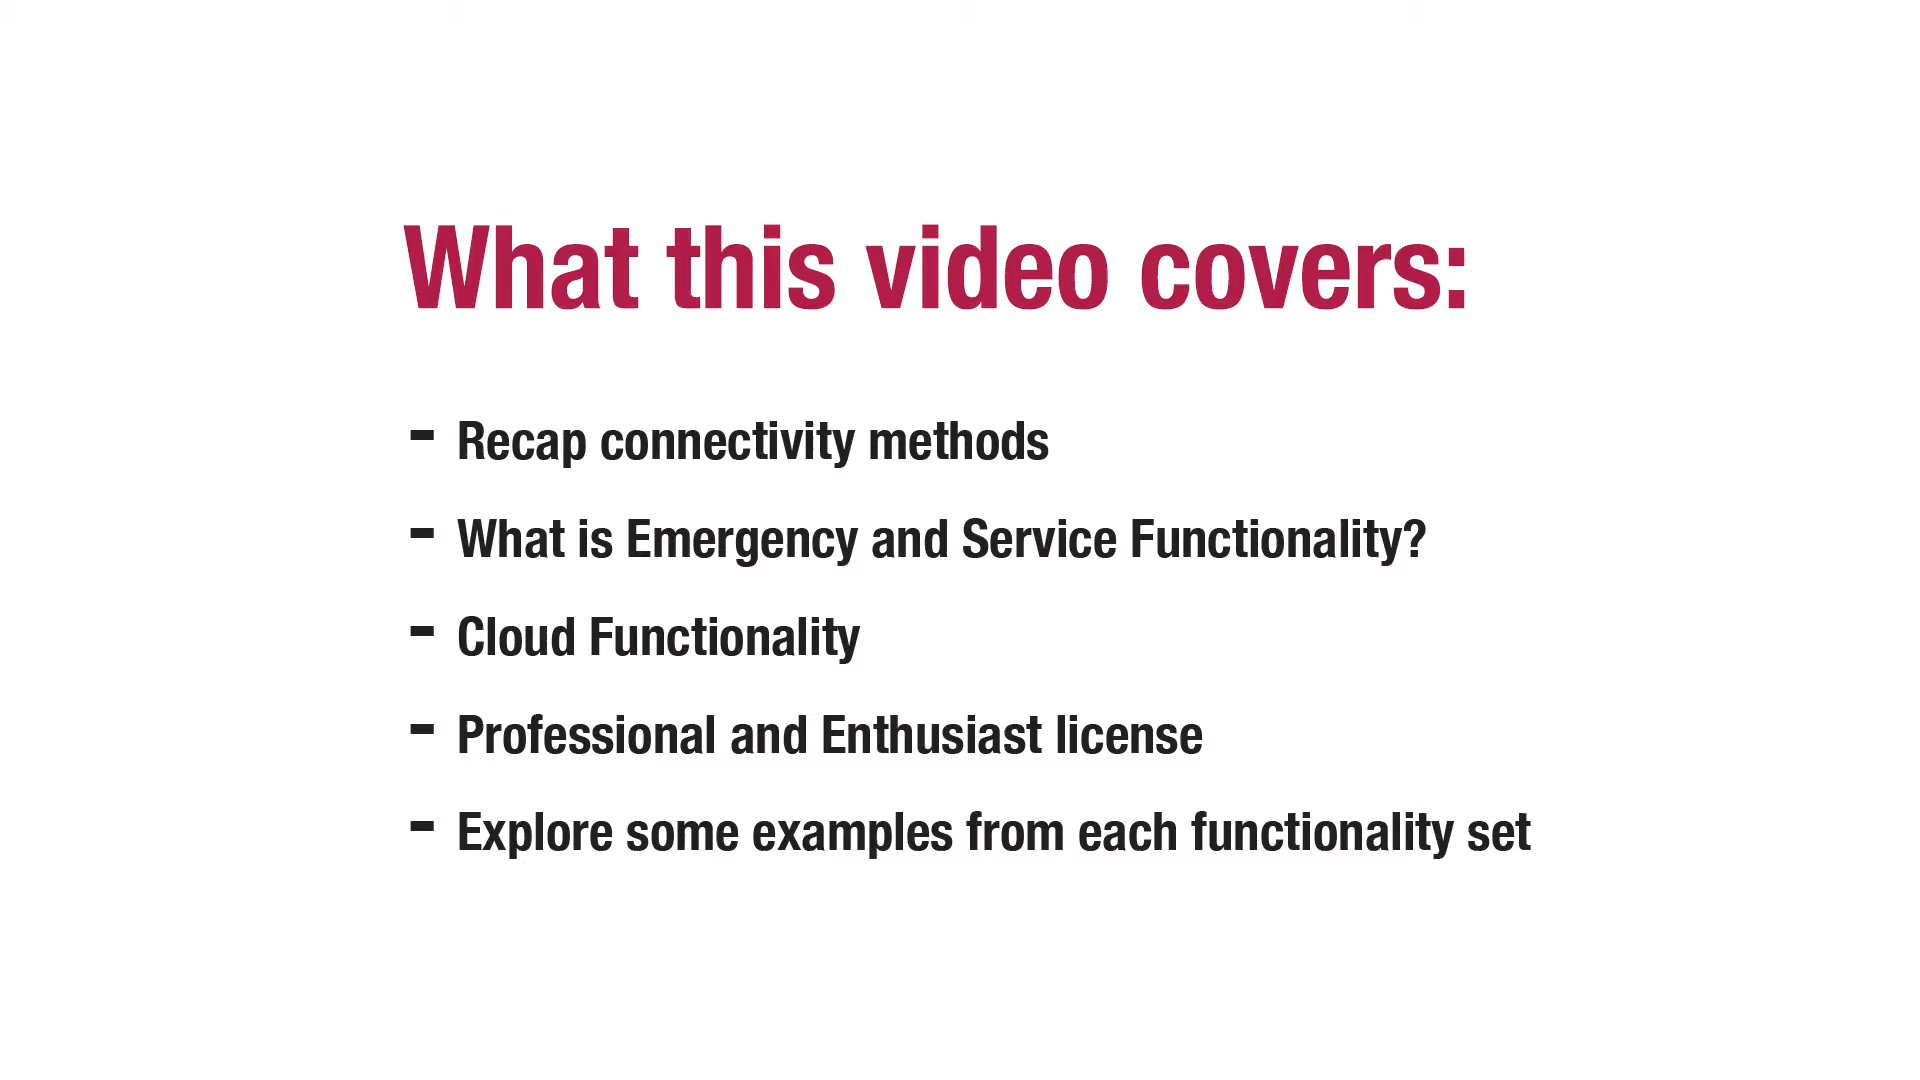 What this video covers:
- Recap connectivity methods
- What is Emergency and Service Functionality?
- Cloud Functionality
- Professional and Enthusiast license
- Explore some examples from each functionality set